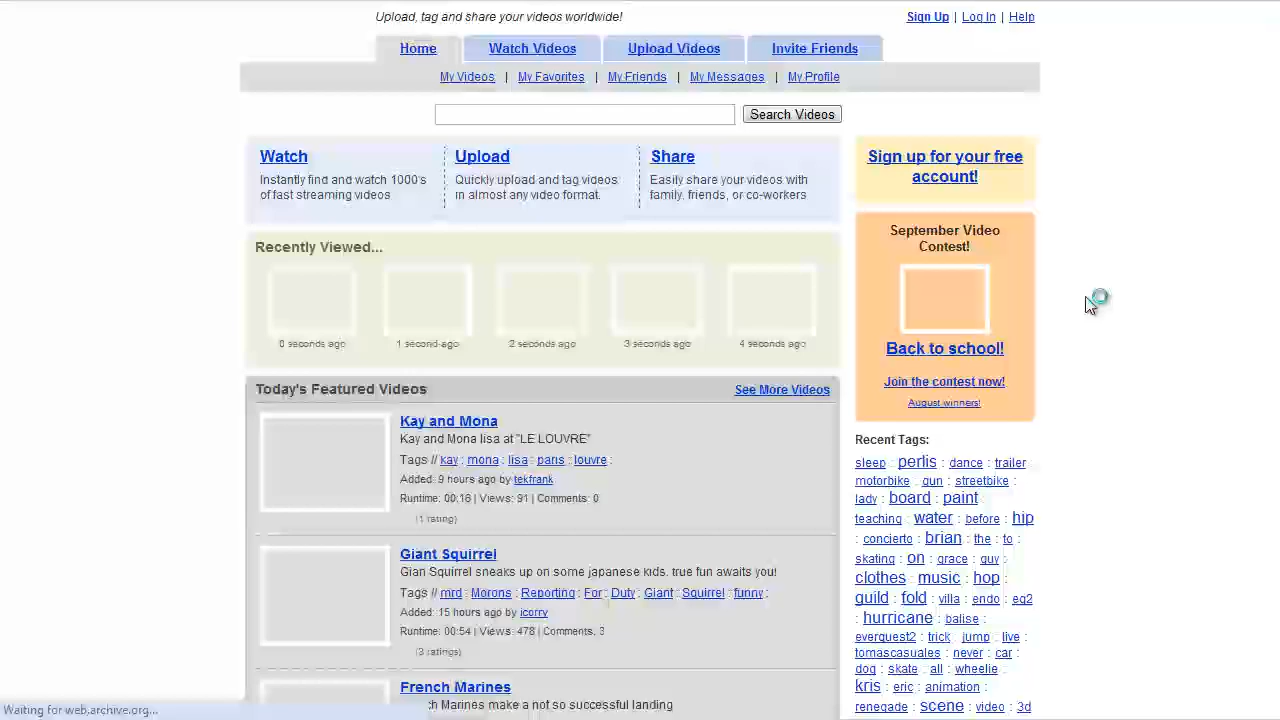 Upload, tag and share your videos worldwide!
Sign Up | Log In | Help
Home Watch Videos Upload Videos Invite Friends
My Videos | My Favorites | My Friends | My Messages | My Profile
Search Videos
Watch
Instantly find and watch 1000's
of fast streaming videos
Upload
Quickly upload and tag videos
in almost any video format.
Share
Easily share your videos with
family, friends, or co-workers
Recently Viewed...
0 seconds ago 1 second ago 2 seconds ago 3 seconds ago 4 seconds ago
Today's Featured Videos See More Videos
Kay and Mona
Kay and Mona lisa at "LE LOUVRE"
Tags // kay : mona : lisa : paris : louvre :
Added: 9 hours ago by tekfrank
Runtime: 00:16 | Views: 91 | Comments: 0
(1 rating)
Giant Squirrel
Gian Squirrel sneaks up on some japanese kids. true fun awaits you!
Tags // mrd : Morons : Reporting : For : Duty : Giant : Squirrel : funny :
Added: 15 hours ago by
Runtime: 00:54 | Views: 478 | Comments: 3
(3 ratings)
French Marines
Marines make a not so successful landing
Sign up for your free
account!
September Video
Contest!
Back to school!
Join the contest now!
August winners!
Recent Tags:
sleep : perlis : dance : trailer :
motorbike : gun : streetbike :
lady : board : paint :
teaching : water : before : hip
: concierto : brian : the : to :
skating : on : grace : guy :
clothes : music : hop :
guild : fold : villa : endo : eq2
: hurricane : balise :
everquest2 : trick : jump : live :
tomascasuales : never : car :
dog : skate : all : wheelie :
kris : eric : animation :
renegade : scene : video : 3d
Waiting for web.archive.org...